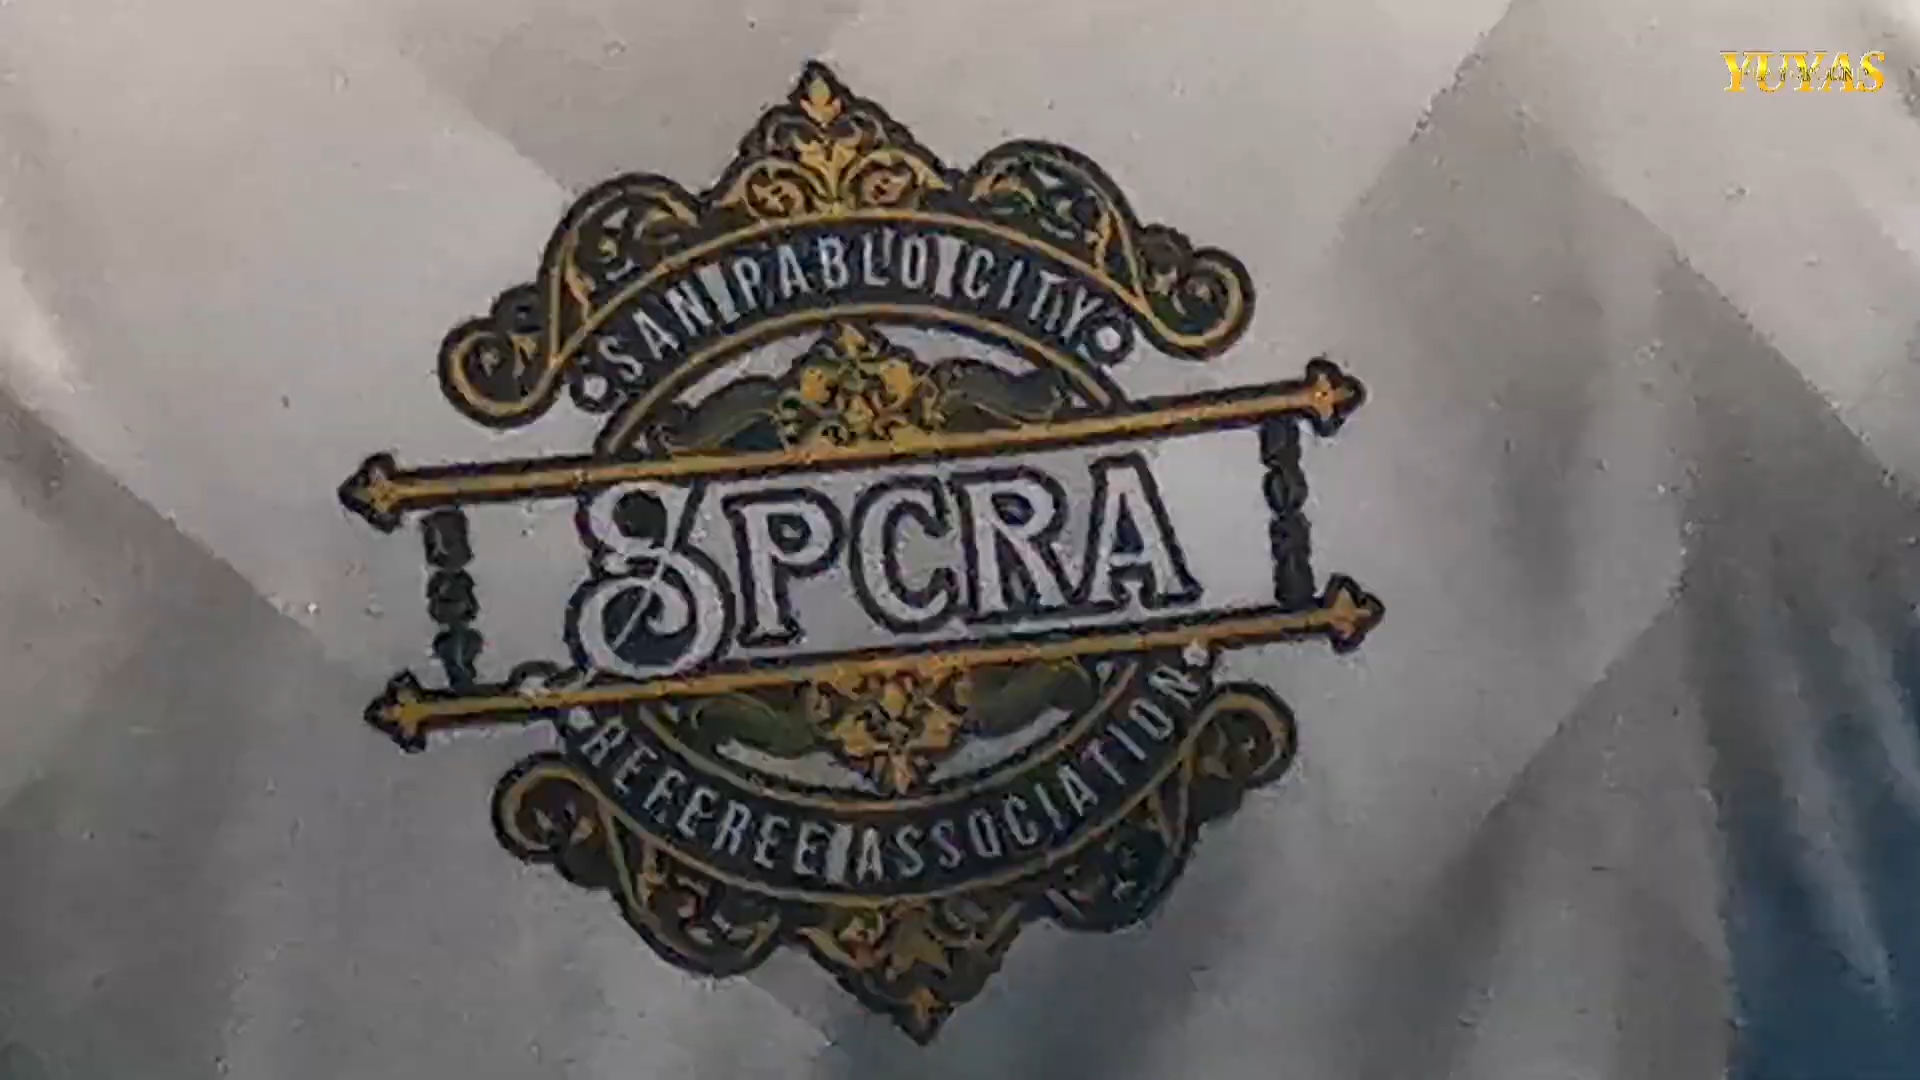 YUYAS
SAN PABLO CITY
SPCRA
REFEREE ASSOCIATION